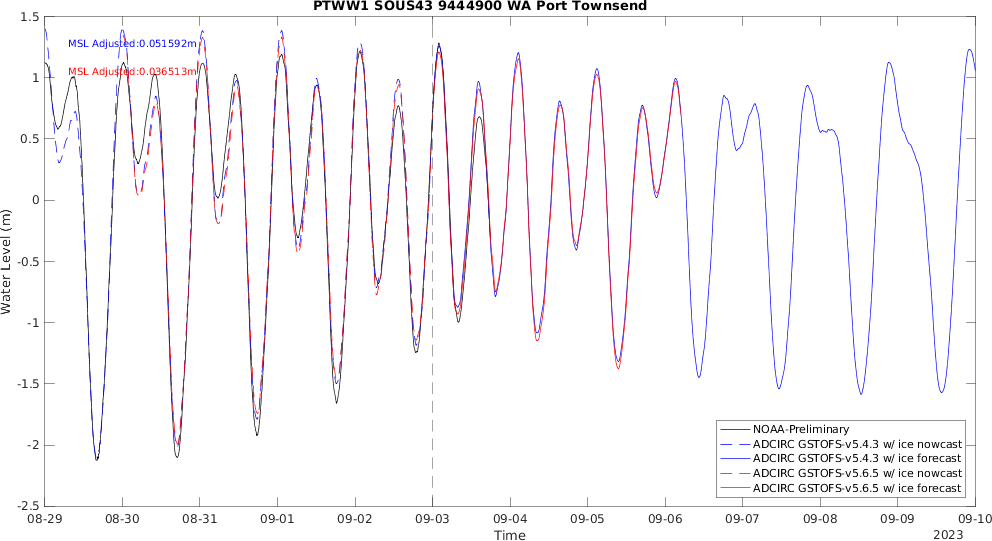 PTWW1 SOUS43 9444900 WA Port Townsend
MSL Adjusted:0.051592m
MSL Adjusted:0.036513m
Water Level (m)
1.5
1
0.5
0
-0.5
-1
-1.5
-2
-2.5
NOAA-Preliminary
ADCIRC GSTOFS-v5.4.3 w/ ice nowcast
ADCIRC GSTOFS-v5.4.3 w/ ice forecast
ADCIRC GSTOFS-v5.6.5 w/ ice nowcast
ADCIRC GSTOFS-v5.6.5 w/ ice forecast
08-29 08-30 08-31 09-01 09-02 09-03 09-04 09-05 09-06 09-07 09-08 09-09 09-10
Time
2023